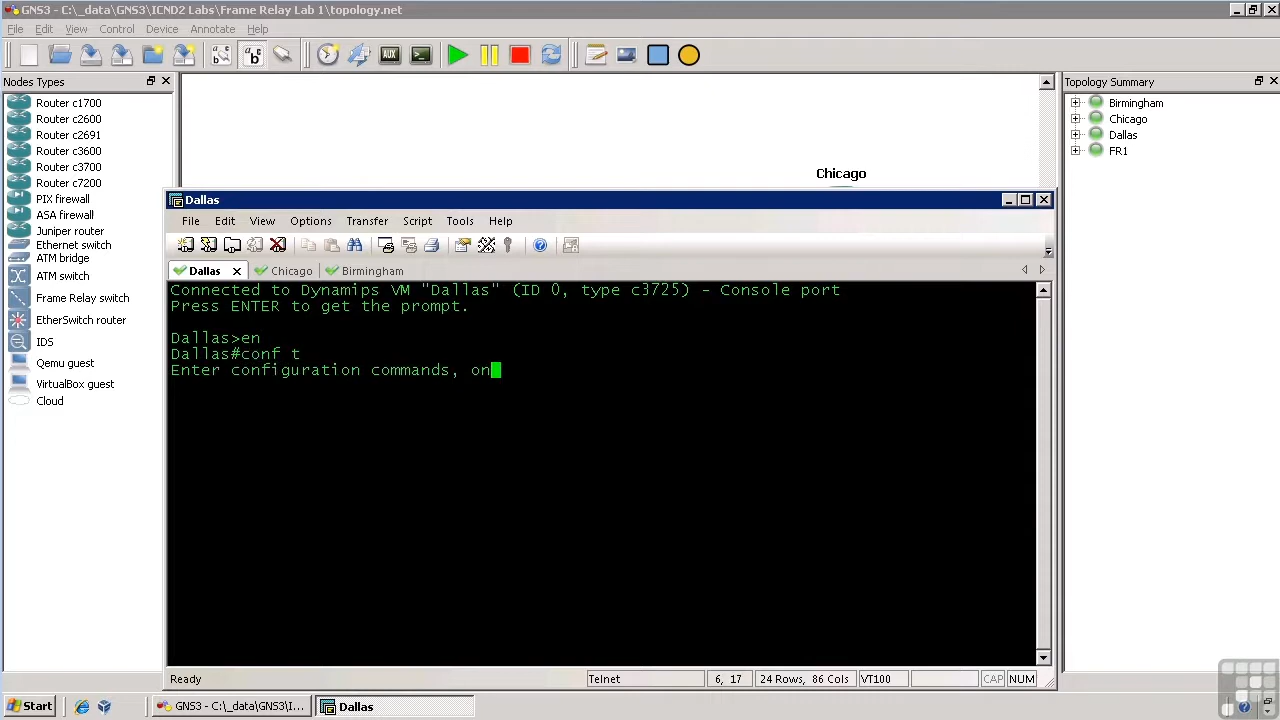 GNS3 - C:\_data\GNS3\ICND2 Labs\Frame Relay Lab 1\topology.net
File Edit View Control Device Annotate Help
AUX
Nodes Types
Router c1700
Router c2600
Router c2691
Router c3600
Router c3700
Router c7200
PIX firewall
ASA firewall
Juniper router
Ethernet switch
ATM bridge
ATM switch
Frame Relay switch
EtherSwitch router
IDS
Qemu guest
VirtualBox guest
Cloud
Chicago
Topology Summary
Birmingham
Chicago
Dallas
FR1
Dallas
File Edit View Options Transfer Script Tools Help
Dallas Chicago Birmingham
Connected to Dynamips VM "Dallas" (ID 0, type c3725) - Console port
Press ENTER to get the prompt.
Dallas>en
Dallas#conf t
Enter configuration commands, on
Ready Telnet 6, 17 24 Rows, 86 Cols VT100 CAP NUM
Start GNS3 - C:\_data\GNS3\I... Dallas